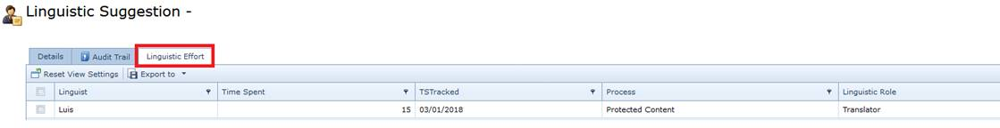 Linguistic Suggestion -
Details Audit Trail Linguistic Effort
Reset View Settings Export to
Linguist Time Spent TSTracked Process Linguistic Role
Luis 15 03/01/2018 Protected Content Translator